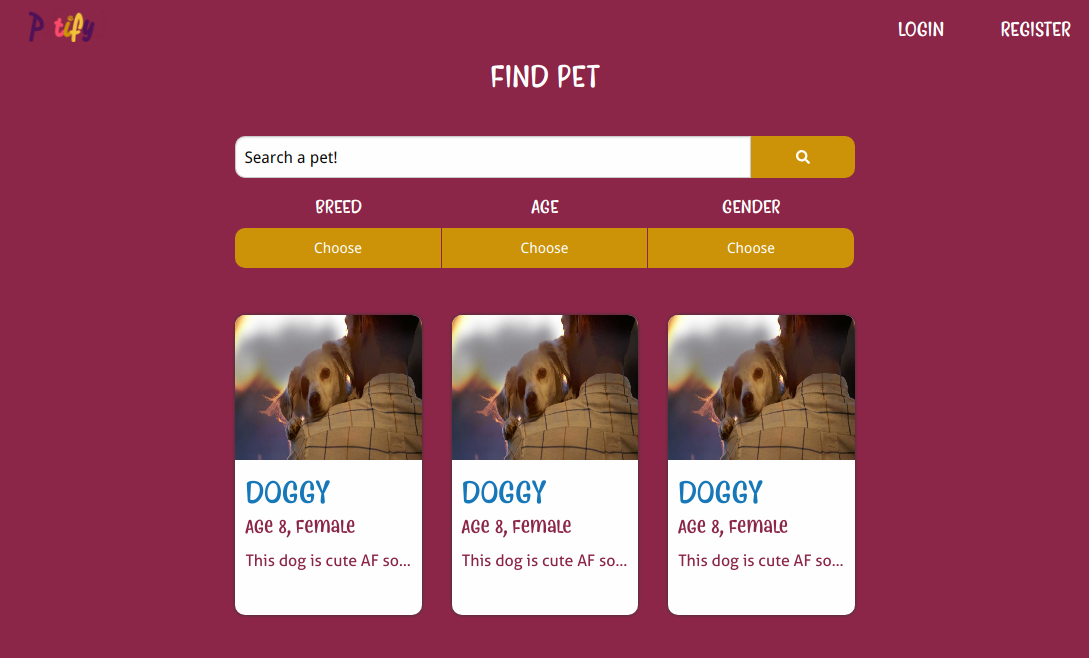 P tify
LOGIN
REGISTER
FIND PET
Search a pet!
BREED
AGE
GENDER
Choose
Choose
Choose
DOGGY
Age 8, Female
This dog is cute AF so...
DOGGY
Age 8, Female
This dog is cute AF so...
DOGGY
Age 8, Female
This dog is cute AF so...